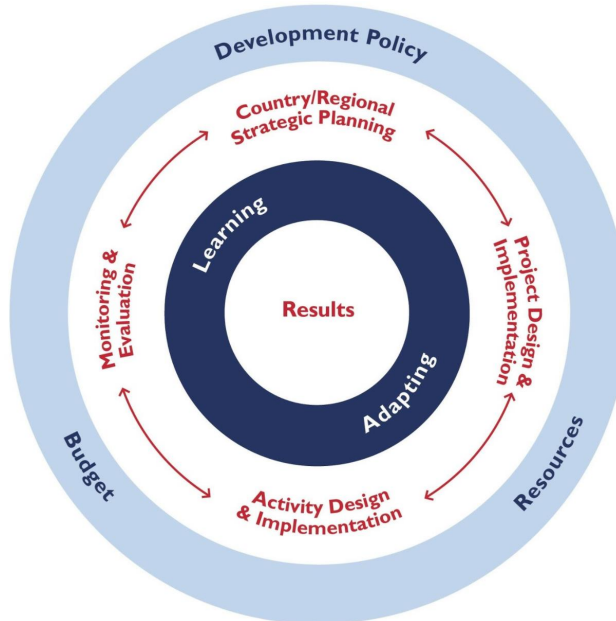 Development Policy
Country/Regional
Strategic Planning
Learning
Monitoring &
Evaluation
Results
Project Design &
Implementation
Adapting
Budget
Resources
Activity Design
& Implementation